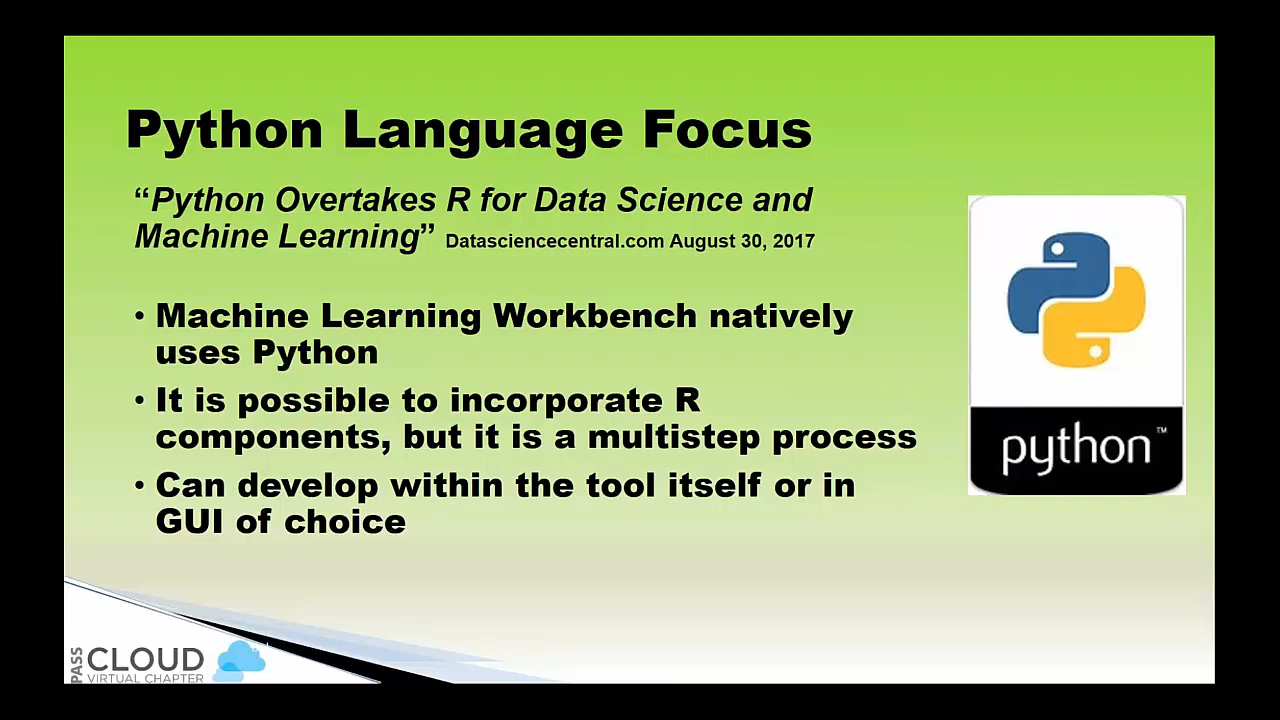 Python Language Focus
“Python Overtakes R for Data Science and
Machine Learning” Datasciencecentral.com August 30, 2017
• Machine Learning Workbench natively
uses Python
• It is possible to incorporate R
components, but it is a multistep process
• Can develop within the tool itself or in
GUI of choice
python™
PASS
CLOUD
VIRTUAL CHAPTER